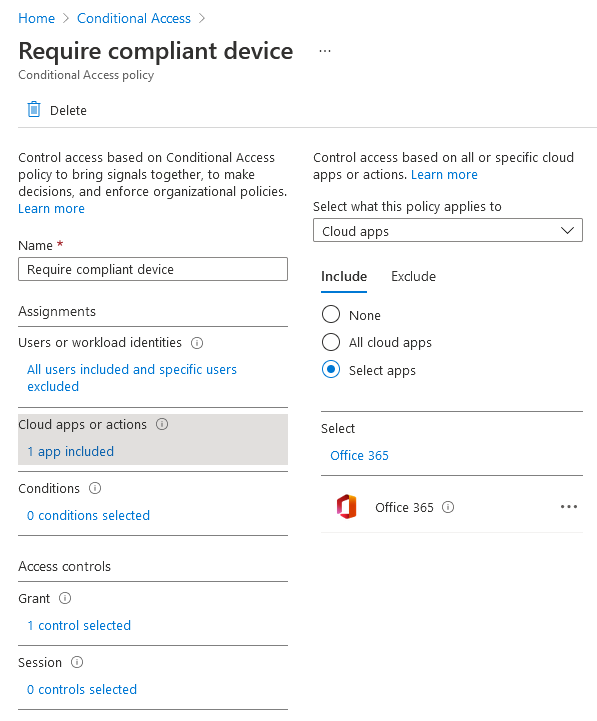 Home > Conditional Access >
Require compliant device ...
Conditional Access policy
Delete
Control access based on Conditional Access
policy to bring signals together, to make
decisions, and enforce organizational policies.
Learn more
Name *
Require compliant device
Assignments
Users or workload identities
All users included and specific users
excluded
Cloud apps or actions
1 app included
Conditions
0 conditions selected
Access controls
Grant
1 control selected
Session
0 controls selected
Control access based on all or specific cloud
apps or actions. Learn more
Select what this policy applies to
Cloud apps
Include Exclude
None
All cloud apps
Select apps
Select
Office 365
Office 365